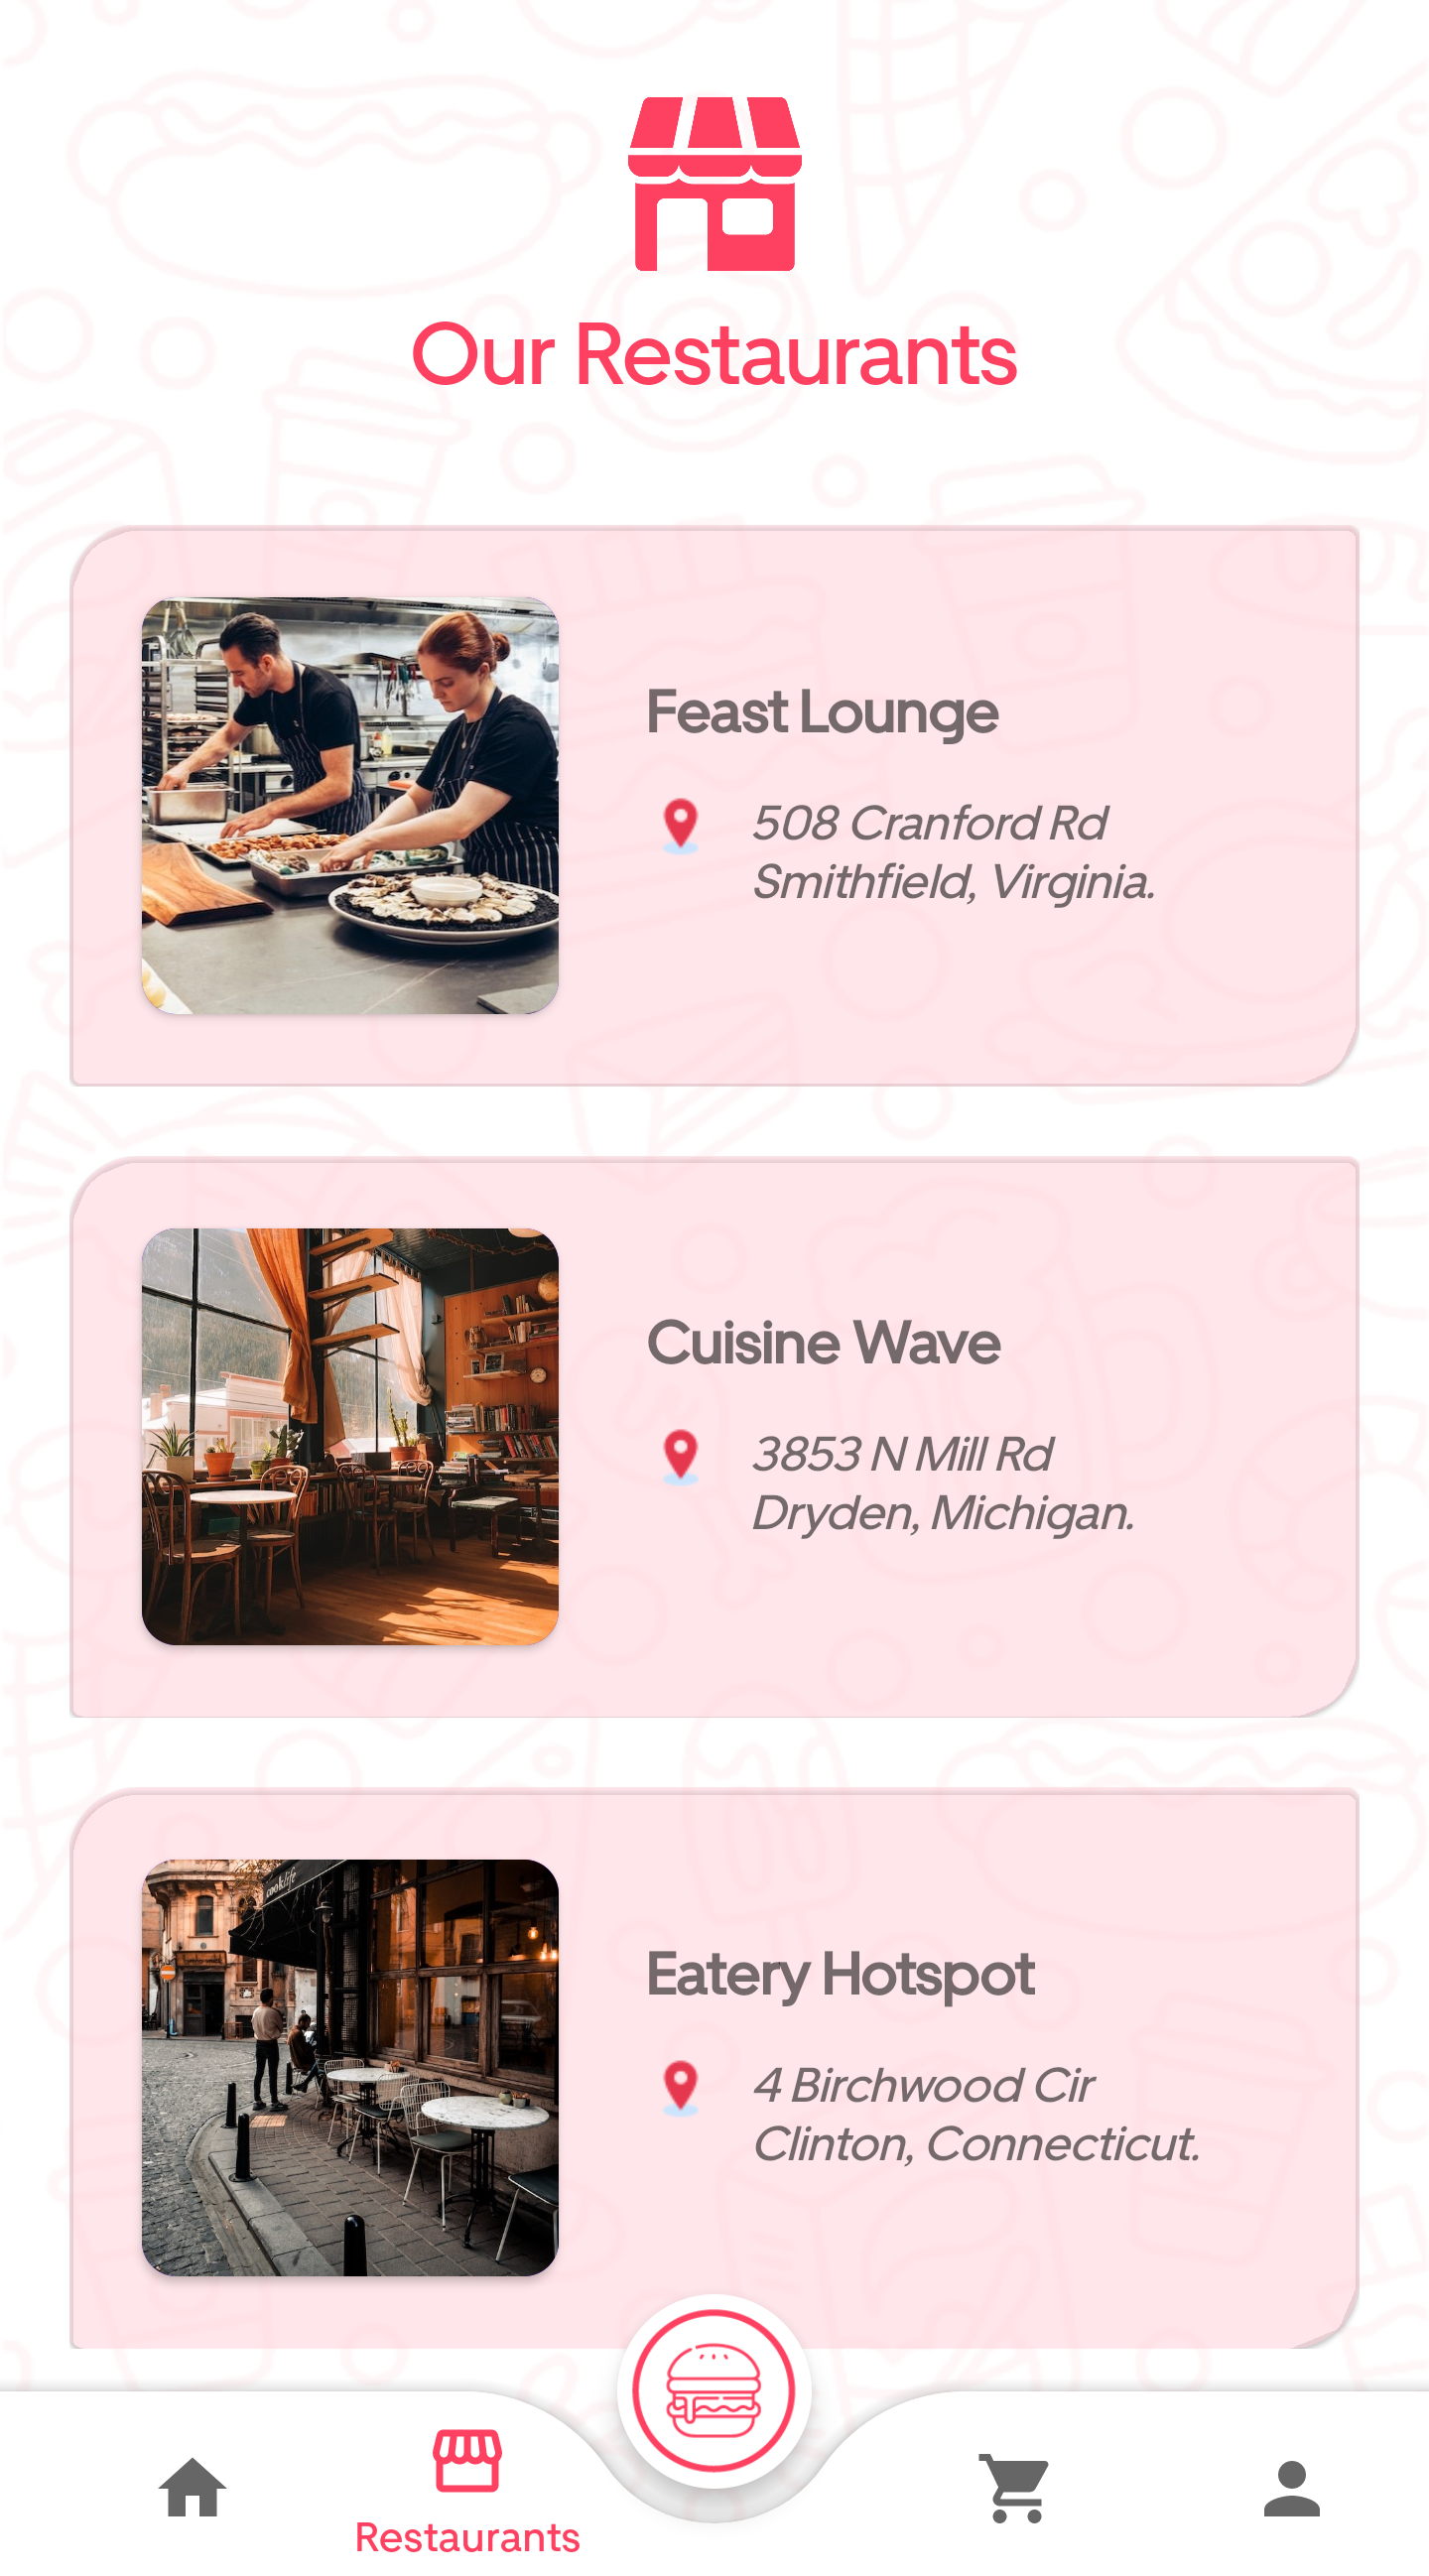 Our Restaurants
Feast Lounge
508 Cranford Rd
Smithfield, Virginia.
Cuisine Wave
3853 N Mill Rd
Dryden, Michigan.
cooklife
Eatery Hotspot
4 Birchwood Cir
Clinton, Connecticut.
Restaurants